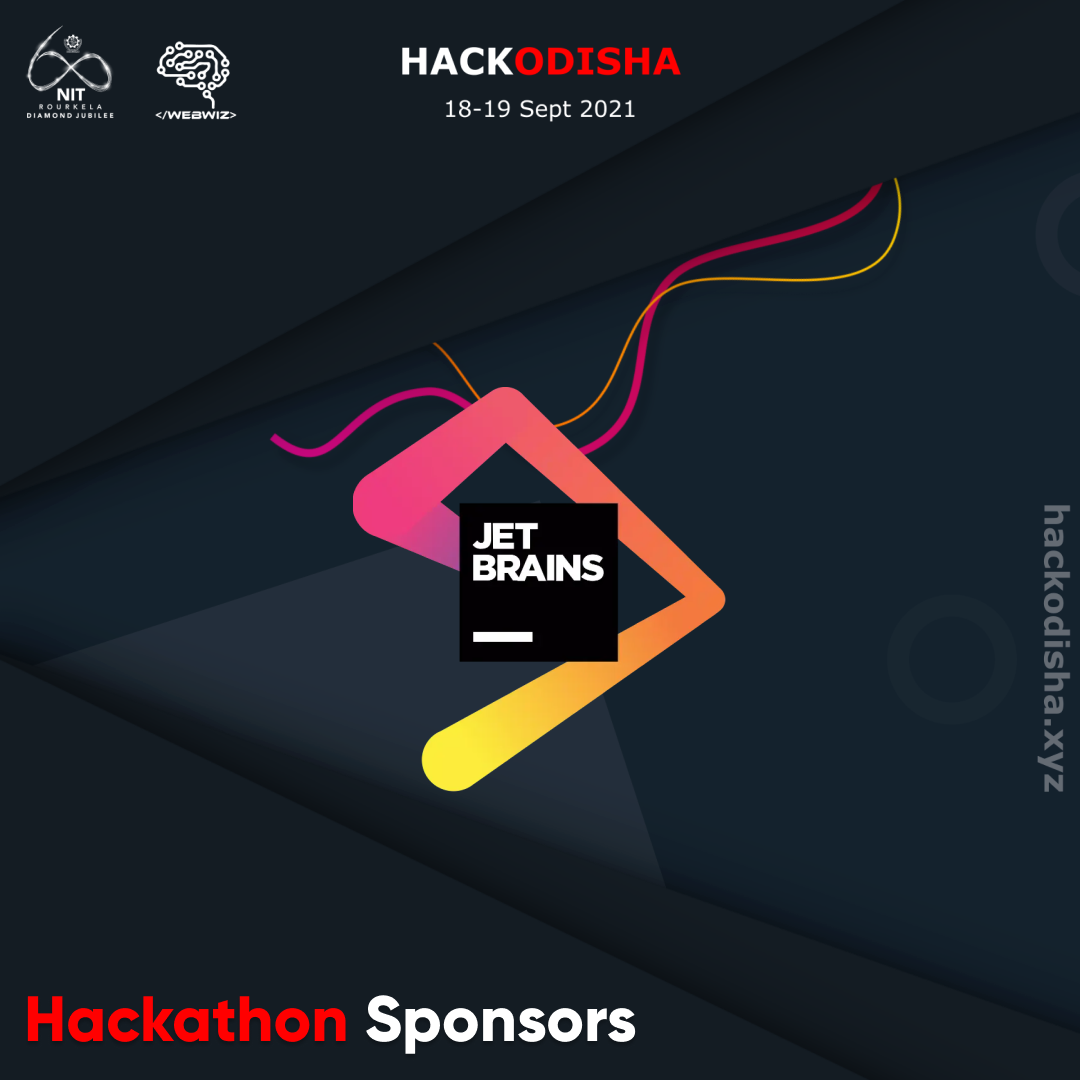 NIT
ROURKELA
DIAMOND JUBILEE
</WEBWIZ>
HACKODISHA
18-19 Sept 2021
JET
BRAINS
hackodisha.xyz
Hackathon Sponsors